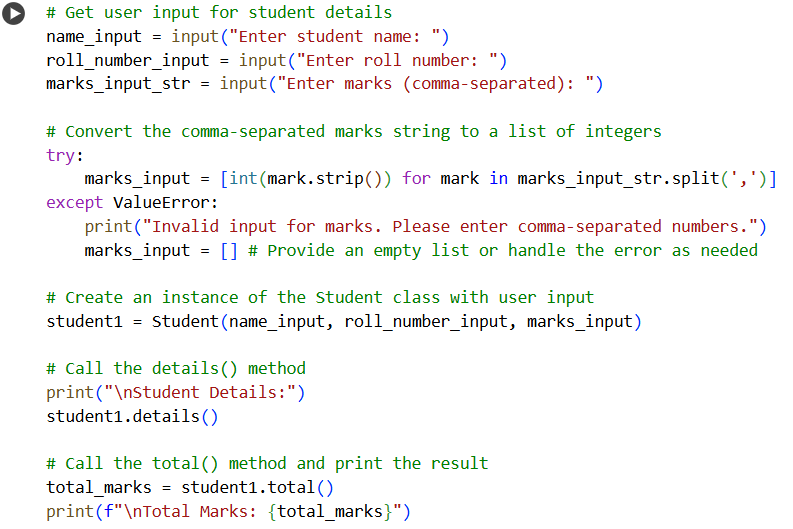 # Get user input for student details
name_input = input("Enter student name: ")
roll_number_input = input("Enter roll number: ")
marks_input_str = input("Enter marks (comma-separated): ")

# Convert the comma-separated marks string to a list of integers
try:
    marks_input = [int(mark.strip()) for mark in marks_input_str.split(',')]
except ValueError:
    print("Invalid input for marks. Please enter comma-separated numbers.")
    marks_input = [] # Provide an empty list or handle the error as needed

# Create an instance of the Student class with user input
student1 = Student(name_input, roll_number_input, marks_input)

# Call the details() method
print("\nStudent Details:")
student1.details()

# Call the total() method and print the result
total_marks = student1.total()
print(f"\nTotal Marks: {total_marks}")